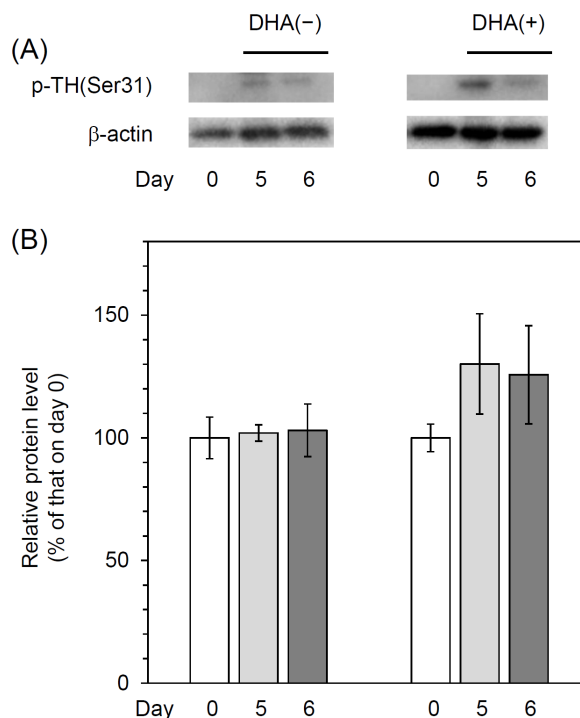 (A)
DHA(−)
DHA(+)
p-TH(Ser31)
β-actin
Day 0 5 6 0 5 6
(B)
150
100
50
0
Relative protein level
(% of that on day 0)
Day 0 5 6 0 5 6